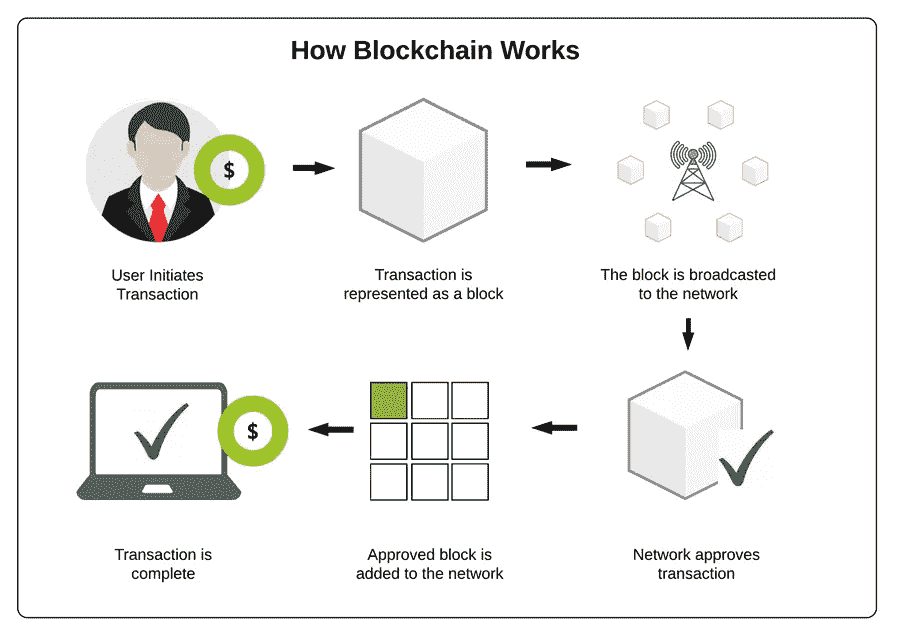 How Blockchain Works
$
User Initiates
Transaction
Transaction is
represented as a block
The block is broadcasted
to the network
Network approves
transaction
Approved block is
added to the network
$
Transaction is
complete